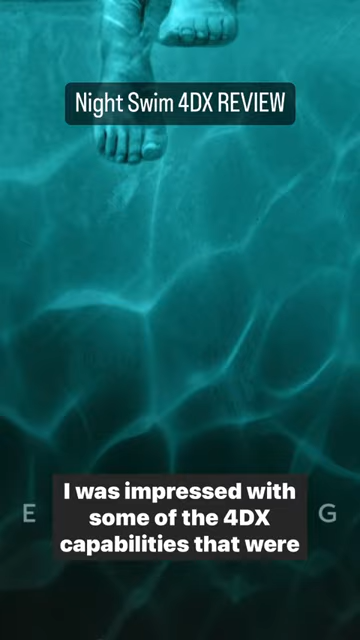 Night Swim 4DX REVIEW
I was impressed with
E some of the 4DX G
capabilities that were